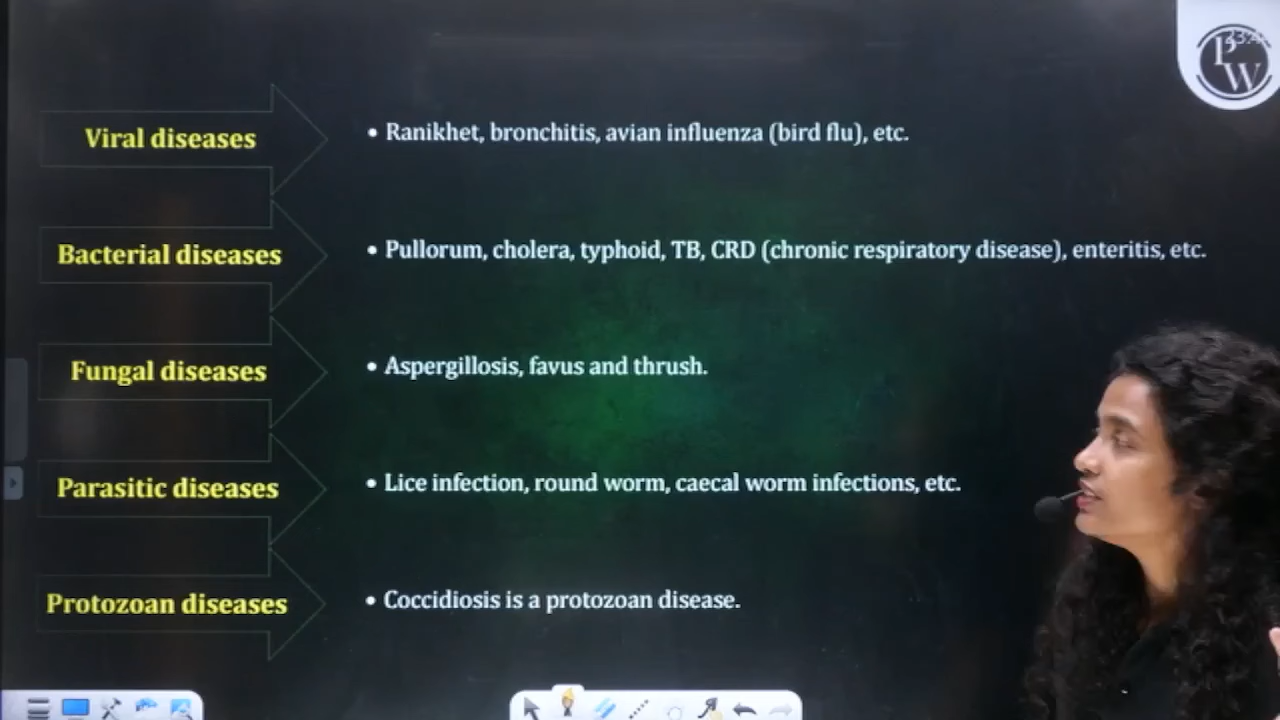 Viral diseases
• Ranikhet, bronchitis, avian influenza (bird flu), etc.
Bacterial diseases
• Pullorum, cholera, typhoid, TB, CRD (chronic respiratory disease), enteritis, etc.
Fungal diseases
• Aspergillosis, favus and thrush.
Parasitic diseases
• Lice infection, round worm, caecal worm infections, etc.
Protozoan diseases
• Coccidiosis is a protozoan disease.
PW